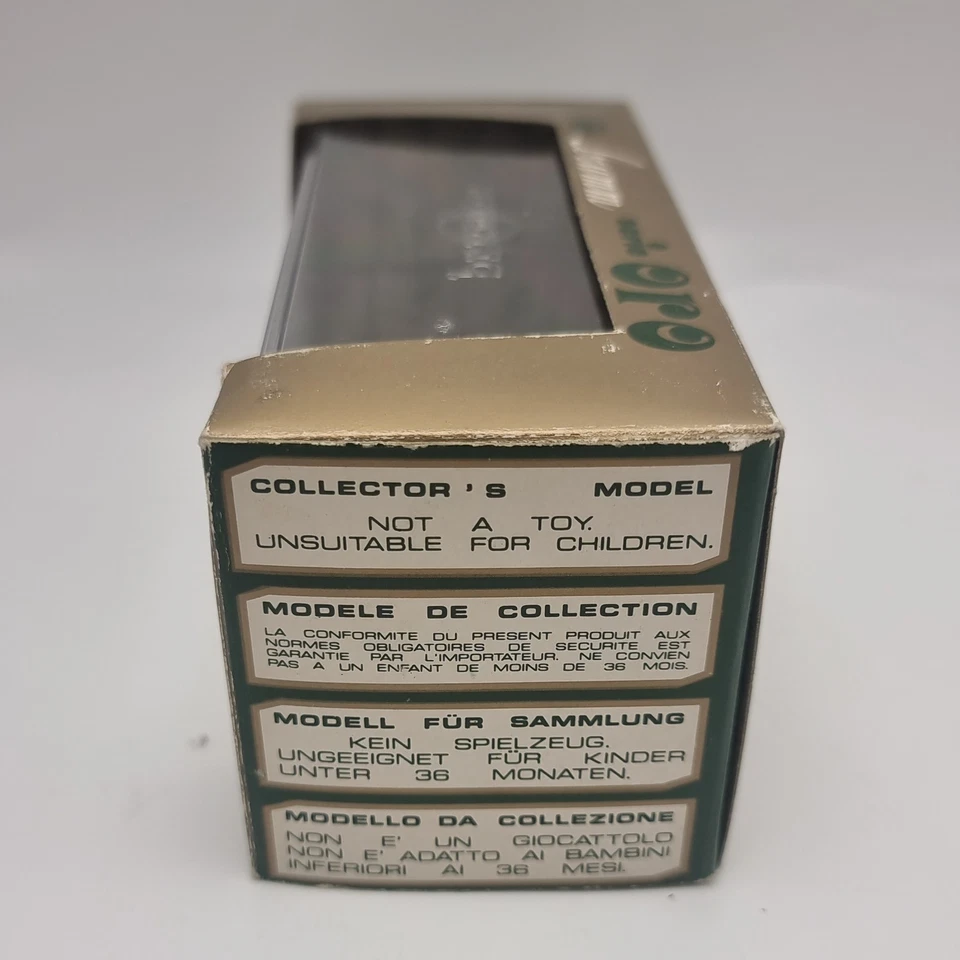 COLLECTOR'S MODEL
NOT A TOY.
UNSUITABLE FOR CHILDREN.
MODELE DE COLLECTION
LA CONFORMITE DU PRESENT PRODUIT AUX
NORMES OBLIGATOIRES DE SECURITE EST
GARANTIE PAR L'IMPORTATEUR. NE CONVIEN
PAS A UN ENFANT DE MOINS DE 36 MOIS.
MODELL FÜR SAMMLUNG
KEIN SPIELZEUG.
UNGEEIGNET FÜR KINDER
UNTER 36 MONATEN.
MODELLO DA COLLEZIONE
NON E' UN GIOCATTOLO
NON E' ADATTO AI BAMBINI
INFERIORI AI 36 MESI.